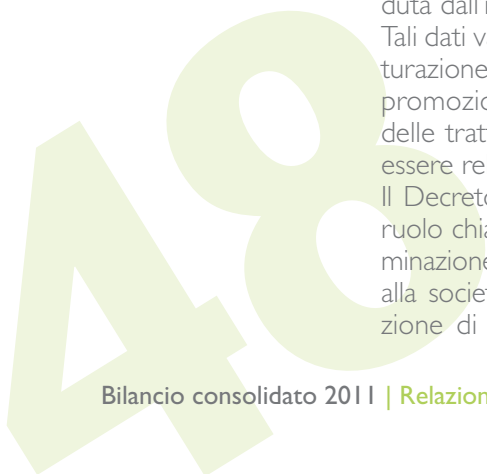 duta dall'i
Tali dati va
turazione
promozio
delle trat
essere re
Il Decreto
ruolo chia
minazione
alla societ
zione di
48
Bilancio consolidato 2011 | Relazion